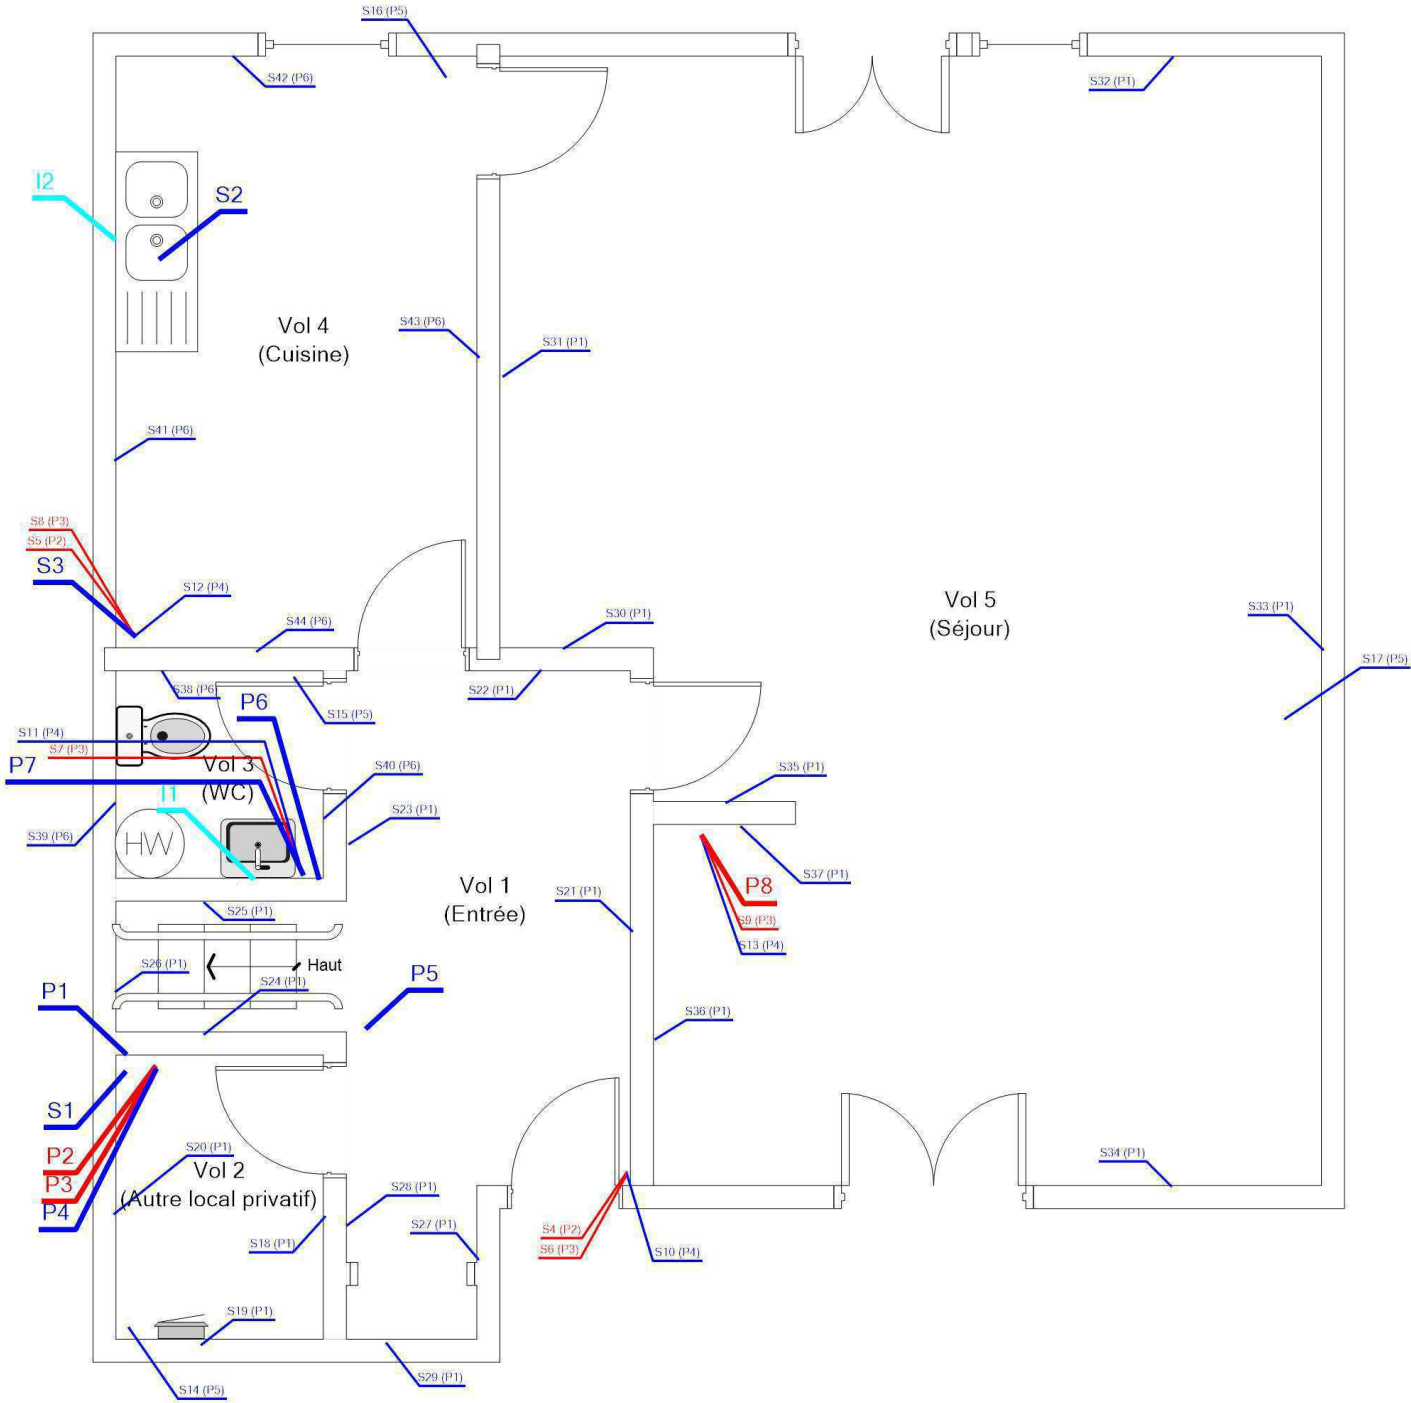 S16 (P5)
S42 (P6)
S32 (P1)
I2
S2
Vol 4
(Cuisine)
S43 (P6)
S31 (P1)
S41 (P6)
S8 (P3)
S5 (P2)
S3
S12 (P4)
S44 (P6)
S30 (P1)
Vol 5
(Séjour)
S33 (P1)
S17 (P5)
S38 (P6)
S22 (P1)
P6
S15 (P5)
S11 (P4)
S7 (P3)
P7
Vol 3
(WC)
I1
S40 (P6)
S35 (P1)
S39 (P6)
HW
S23 (P1)
S37 (P1)
P8
Vol 1
(Entrée)
S21 (P1)
S25 (P1)
S9 (P3)
S13 (P4)
S26 (P1)
Haut
S24 (P1)
P5
P1
S36 (P1)
S1
P2
P3
P4
S20 (P1)
Vol 2
(Autre local privatif)
S34 (P1)
S28 (P1)
S27 (P1)
S18 (P1)
S4 (P2)
S6 (P3)
S10 (P4)
S19 (P1)
S14 (P5)
S29 (P1)